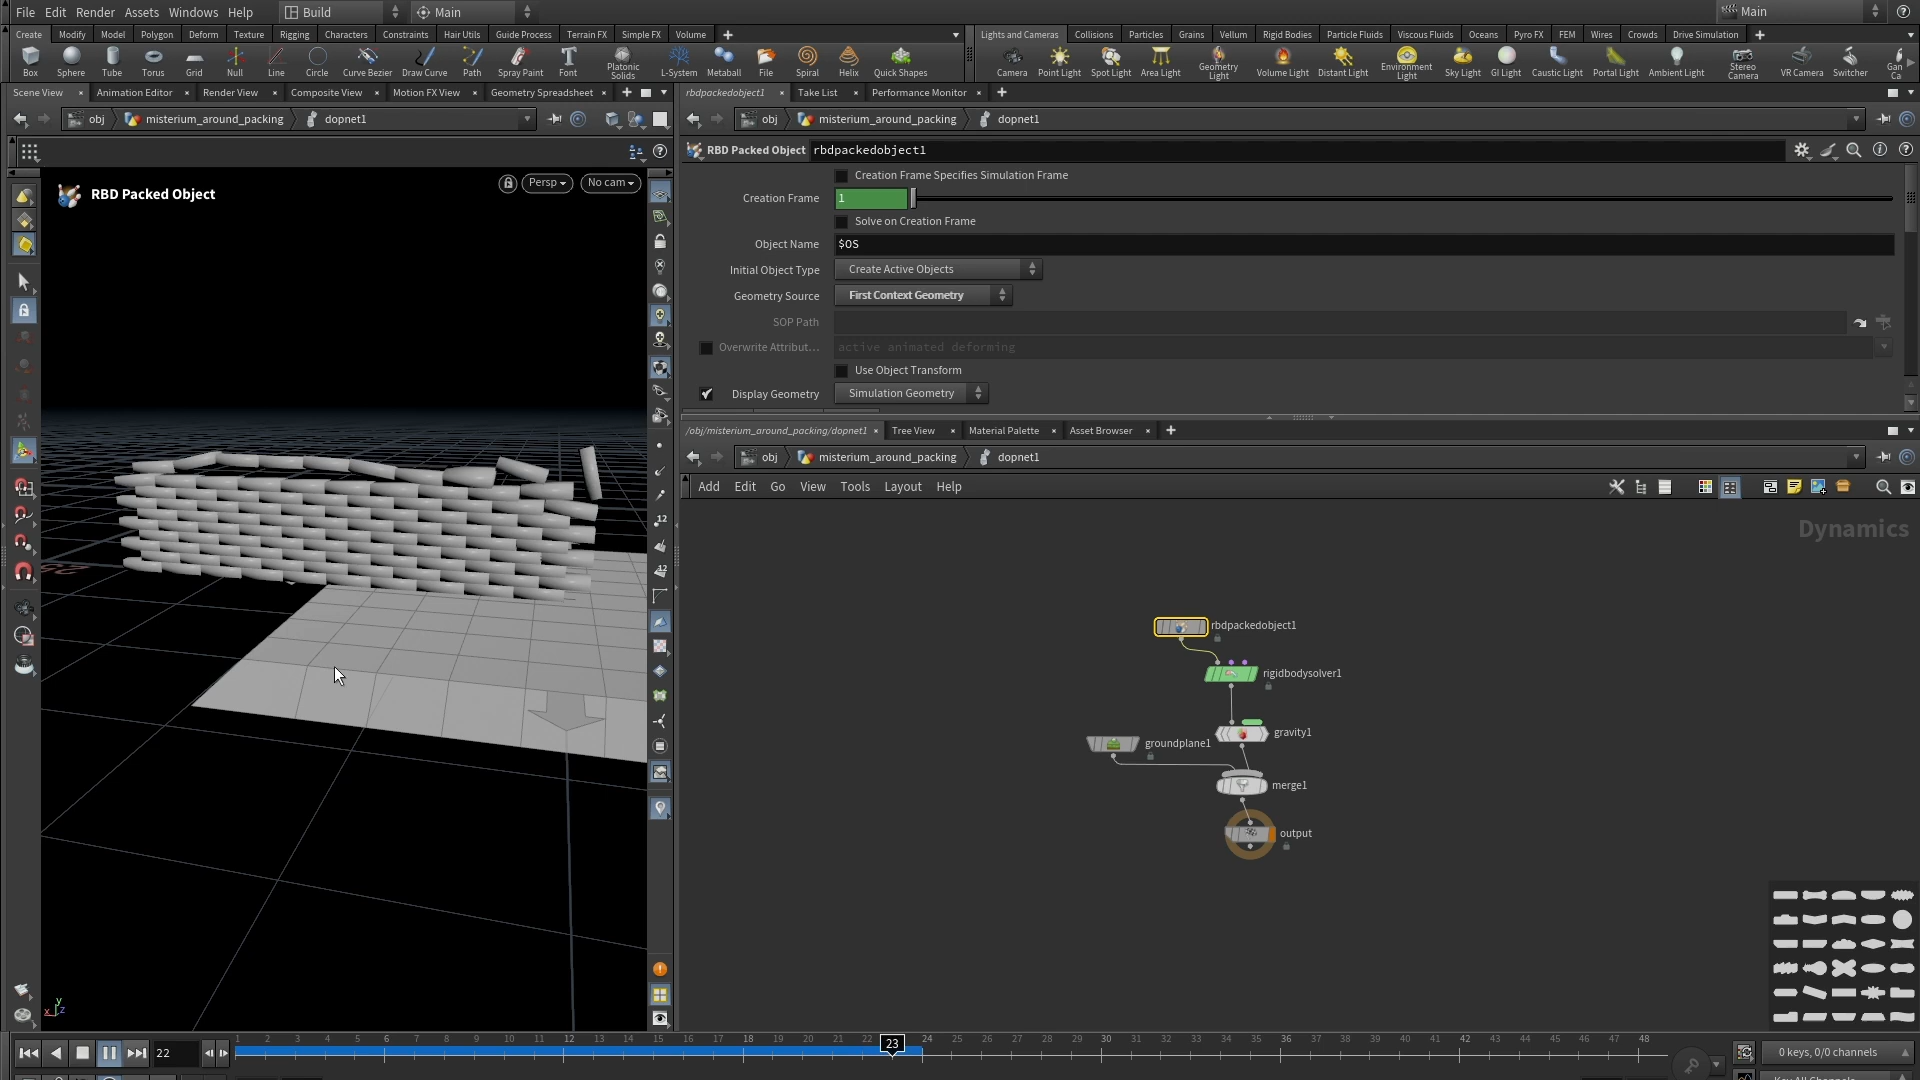 File Edit Render Assets Windows Help Build Main Main
Create Modify Model Polygon Deform Texture Rigging Characters Constraints Hair Utils Guide Process Terrain FX Simple FX Volume Lights and Cameras Collisions Particles Grains Vellum Rigid Bodies Particle Fluids Viscous Fluids Oceans Pyro FX FEM Wires Crowds Drive Simulation
Box Sphere Tube Torus Grid Null Line Circle Curve Bezier Draw Curve Path Spray Paint Font Platonic Solids L-System Metaball File Spiral Helix Quick Shapes Camera Point Light Spot Light Area Light Geometry Light Volume Light Distant Light Environment Light Sky Light GI Light Caustic Light Portal Light Ambient Light Stereo Camera VR Camera Switcher Gan Ca
Scene View Animation Editor Render View Composite View Motion FX View Geometry Spreadsheet rbdpackedobject1 Take List Performance Monitor
obj misterium_around_packing dopnet1 obj misterium_around_packing dopnet1
RBD Packed Object rbdpackedobject1
RBD Packed Object Persp No cam
Creation Frame Specifies Simulation Frame
Creation Frame 1
Solve on Creation Frame
Object Name $OS
Initial Object Type Create Active Objects
Geometry Source First Context Geometry
SOP Path
Overwrite Attribut... active animated deforming
Use Object Transform
Display Geometry Simulation Geometry
/obj/misterium_around_packing/dopnet1 Tree View Material Palette Asset Browser
obj misterium_around_packing dopnet1
Add Edit Go View Tools Layout Help
Dynamics
12
12
rbdpackedobject1
rigidbodysolver1
gravity1
groundplane1
merge1
output
y
x z
22 1 2 3 4 5 6 7 8 9 10 11 12 13 14 15 16 17 18 19 20 21 22 23 24 25 26 27 28 29 30 31 32 33 34 35 36 37 38 39 40 41 42 43 44 45 46 47 48
0 keys, 0/0 channels
Key All Channels